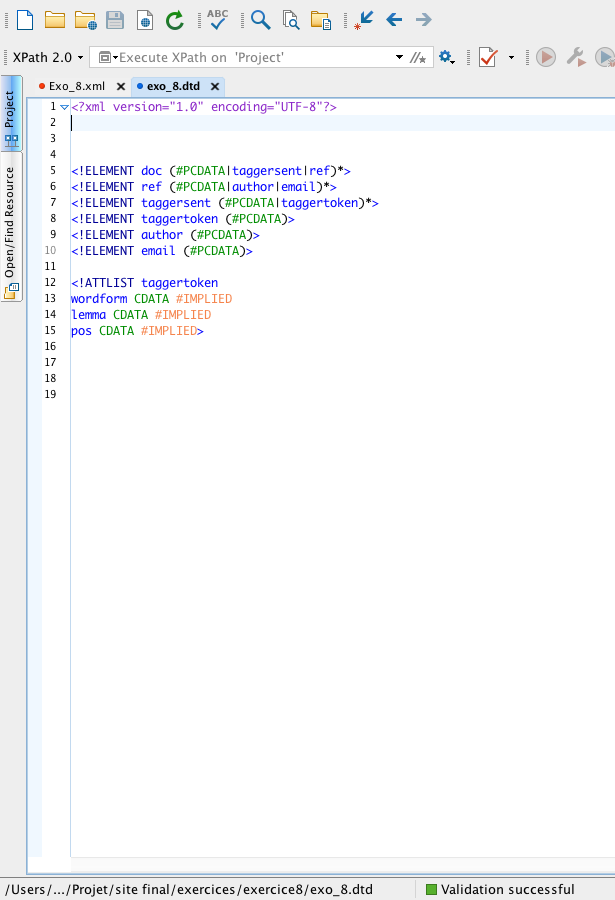 ABC
XPath 2.0
Execute XPath on 'Project'
Exo_8.xml
exo_8.dtd
Project
Open/Find Resource
1 <?xml version="1.0" encoding="UTF-8"?>
2
3
4
5 <!ELEMENT doc (#PCDATA|taggersent|ref)*>
6 <!ELEMENT ref (#PCDATA|author|email)*>
7 <!ELEMENT taggersent (#PCDATA|taggertoken)*>
8 <!ELEMENT taggertoken (#PCDATA)>
9 <!ELEMENT author (#PCDATA)>
10 <!ELEMENT email (#PCDATA)>
11
12 <!ATTLIST taggertoken
13 wordform CDATA #IMPLIED
14 lemma CDATA #IMPLIED
15 pos CDATA #IMPLIED>
16
17
18
19
/Users/.../Projet/site final/exercices/exercice8/exo_8.dtd
Validation successful